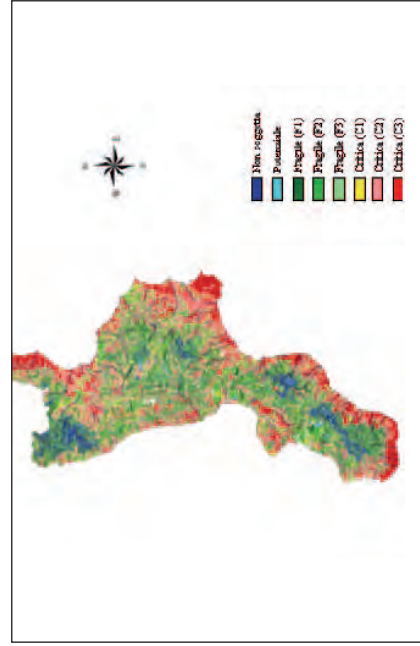 Non soggetta
Potenziale
Fragile (F1)
Fragile (F2)
Fragile (F3)
Critica (C1)
Critica (C2)
Critica (C3)